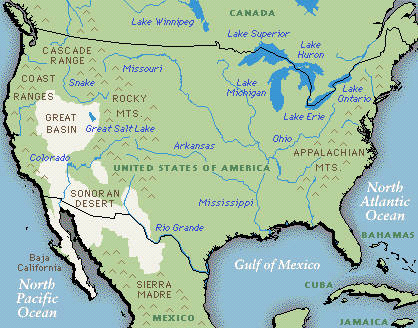 CANADA
Lake Winnipeg
Lake Superior
Lake
Huron
CASCADE
RANGE
Missouri
COAST
RANGES
Snake
Lake
Michigan
Lake
Ontario
ROCKY
MTS.
Lake Erie
GREAT
BASIN
Great Salt Lake
Ohio
Arkansas
Colorado
APPALACHIAN
MTS.
UNITED STATES OF AMERICA
SONORAN
DESERT
Mississippi
North
Atlantic
Ocean
Rio Grande
BAHAMAS
Baja
California
Gulf of Mexico
North
Pacific
Ocean
SIERRA
MADRE
CUBA
MEXICO
JAMAICA